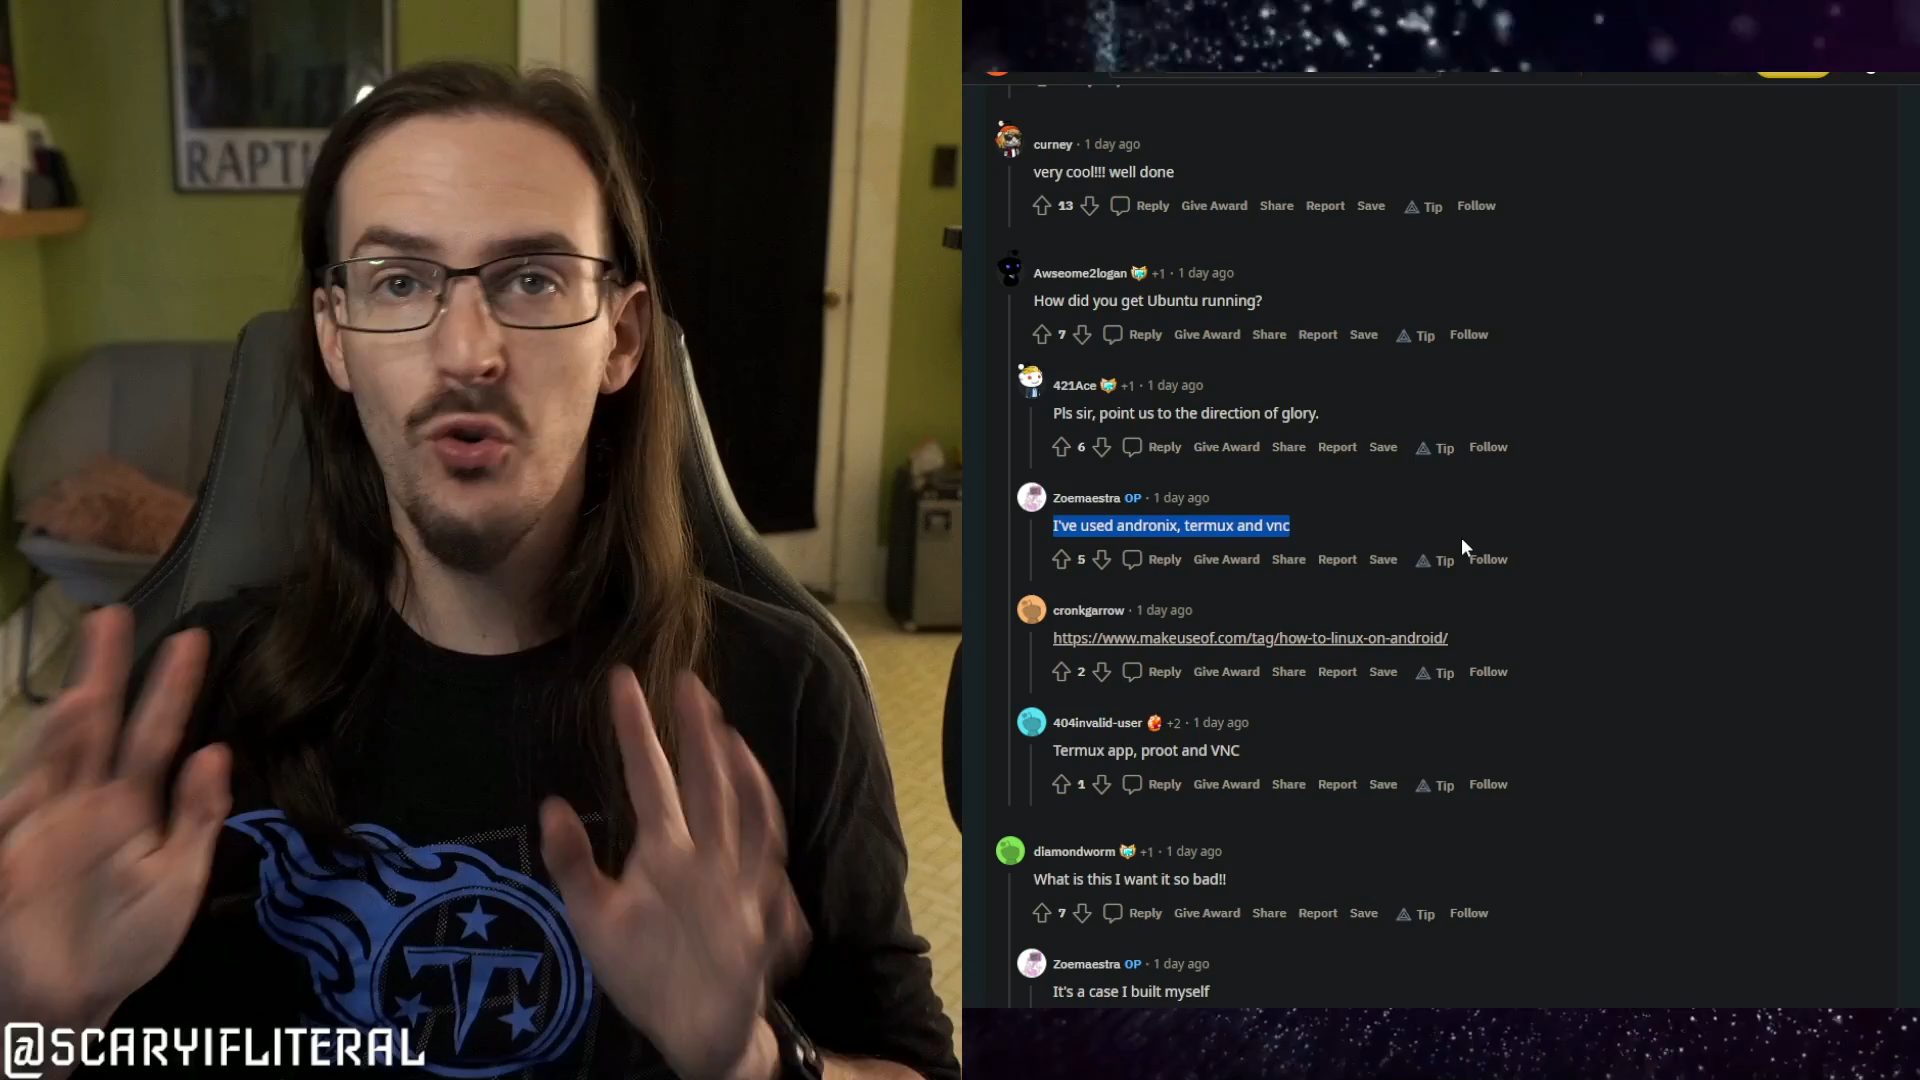 RAPTU
@SCARYIFLITERAL
curney · 1 day ago
very cool!!! well done
13 Reply Give Award Share Report Save Tip Follow
Awseome2logan +1 · 1 day ago
How did you get Ubuntu running?
7 Reply Give Award Share Report Save Tip Follow
421Ace +1 · 1 day ago
Pls sir, point us to the direction of glory.
6 Reply Give Award Share Report Save Tip Follow
Zoemaestra OP · 1 day ago
I've used andronix, termux and vnc
5 Reply Give Award Share Report Save Tip Follow
cronkgarrow · 1 day ago
https://www.makeuseof.com/tag/how-to-linux-on-android/
2 Reply Give Award Share Report Save Tip Follow
404invalid-user +2 · 1 day ago
Termux app, proot and VNC
1 Reply Give Award Share Report Save Tip Follow
diamondworm +1 · 1 day ago
What is this I want it so bad!!
7 Reply Give Award Share Report Save Tip Follow
Zoemaestra OP · 1 day ago
It's a case I built myself